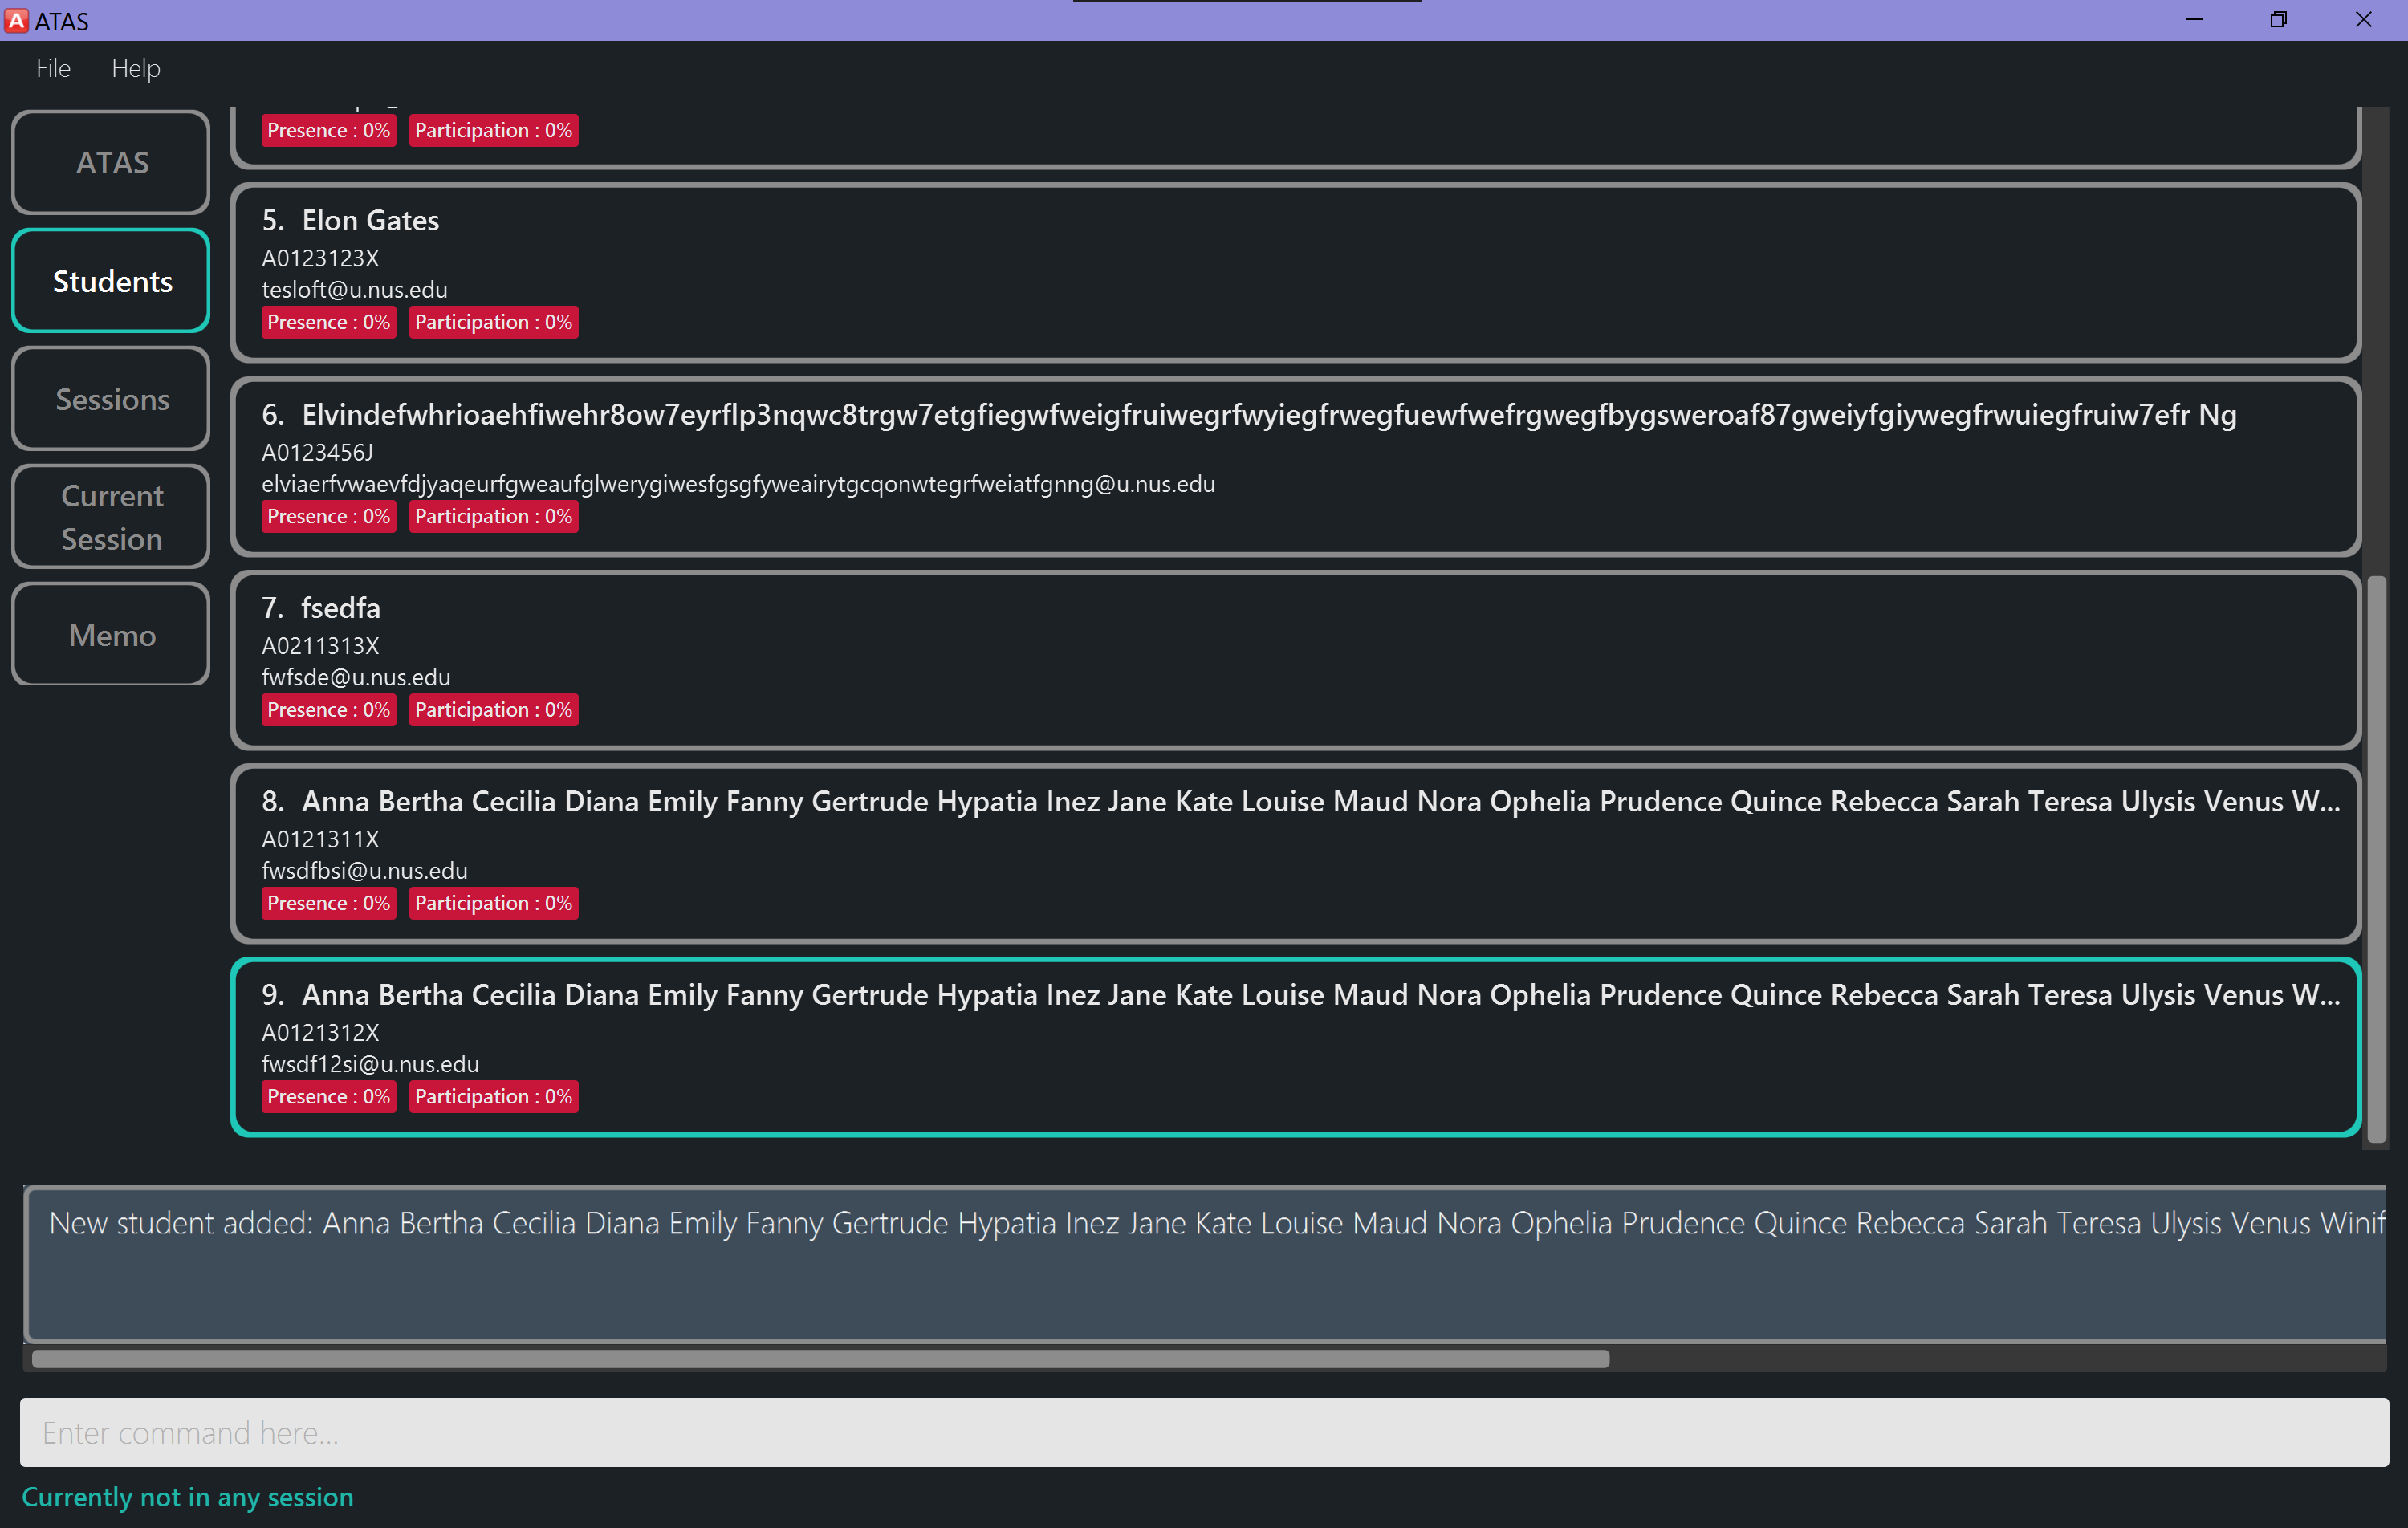 A ATAS
File Help
ATAS
Students
Sessions
Current
Session
Memo
Presence : 0% Participation : 0%
5. Elon Gates
A0123123X
tesloft@u.nus.edu
Presence : 0% Participation : 0%
6. Elvindefwhrioaehfiwehr8ow7eyrflp3nqwc8trgw7etgfiegwfweigfruiwegrfwyiegfrwegfuewfwefrgwegfbygsweroaf87gweiyfgiywegfrwuiegfruiw7efr Ng
A0123456J
elviaerfvwaevfdjyaqeurfgweaufglwerygiwesfgsgfyweairytgcqonwtegrfweiatfgnng@u.nus.edu
Presence : 0% Participation : 0%
7. fsedfa
A0211313X
fwfsde@u.nus.edu
Presence : 0% Participation : 0%
8. Anna Bertha Cecilia Diana Emily Fanny Gertrude Hypatia Inez Jane Kate Louise Maud Nora Ophelia Prudence Quince Rebecca Sarah Teresa Ulysis Venus W...
A0121311X
fwsdfbsi@u.nus.edu
Presence : 0% Participation : 0%
9. Anna Bertha Cecilia Diana Emily Fanny Gertrude Hypatia Inez Jane Kate Louise Maud Nora Ophelia Prudence Quince Rebecca Sarah Teresa Ulysis Venus W...
A0121312X
fwsdf12si@u.nus.edu
Presence : 0% Participation : 0%
New student added: Anna Bertha Cecilia Diana Emily Fanny Gertrude Hypatia Inez Jane Kate Louise Maud Nora Ophelia Prudence Quince Rebecca Sarah Teresa Ulysis Venus Winif
Enter command here...
Currently not in any session